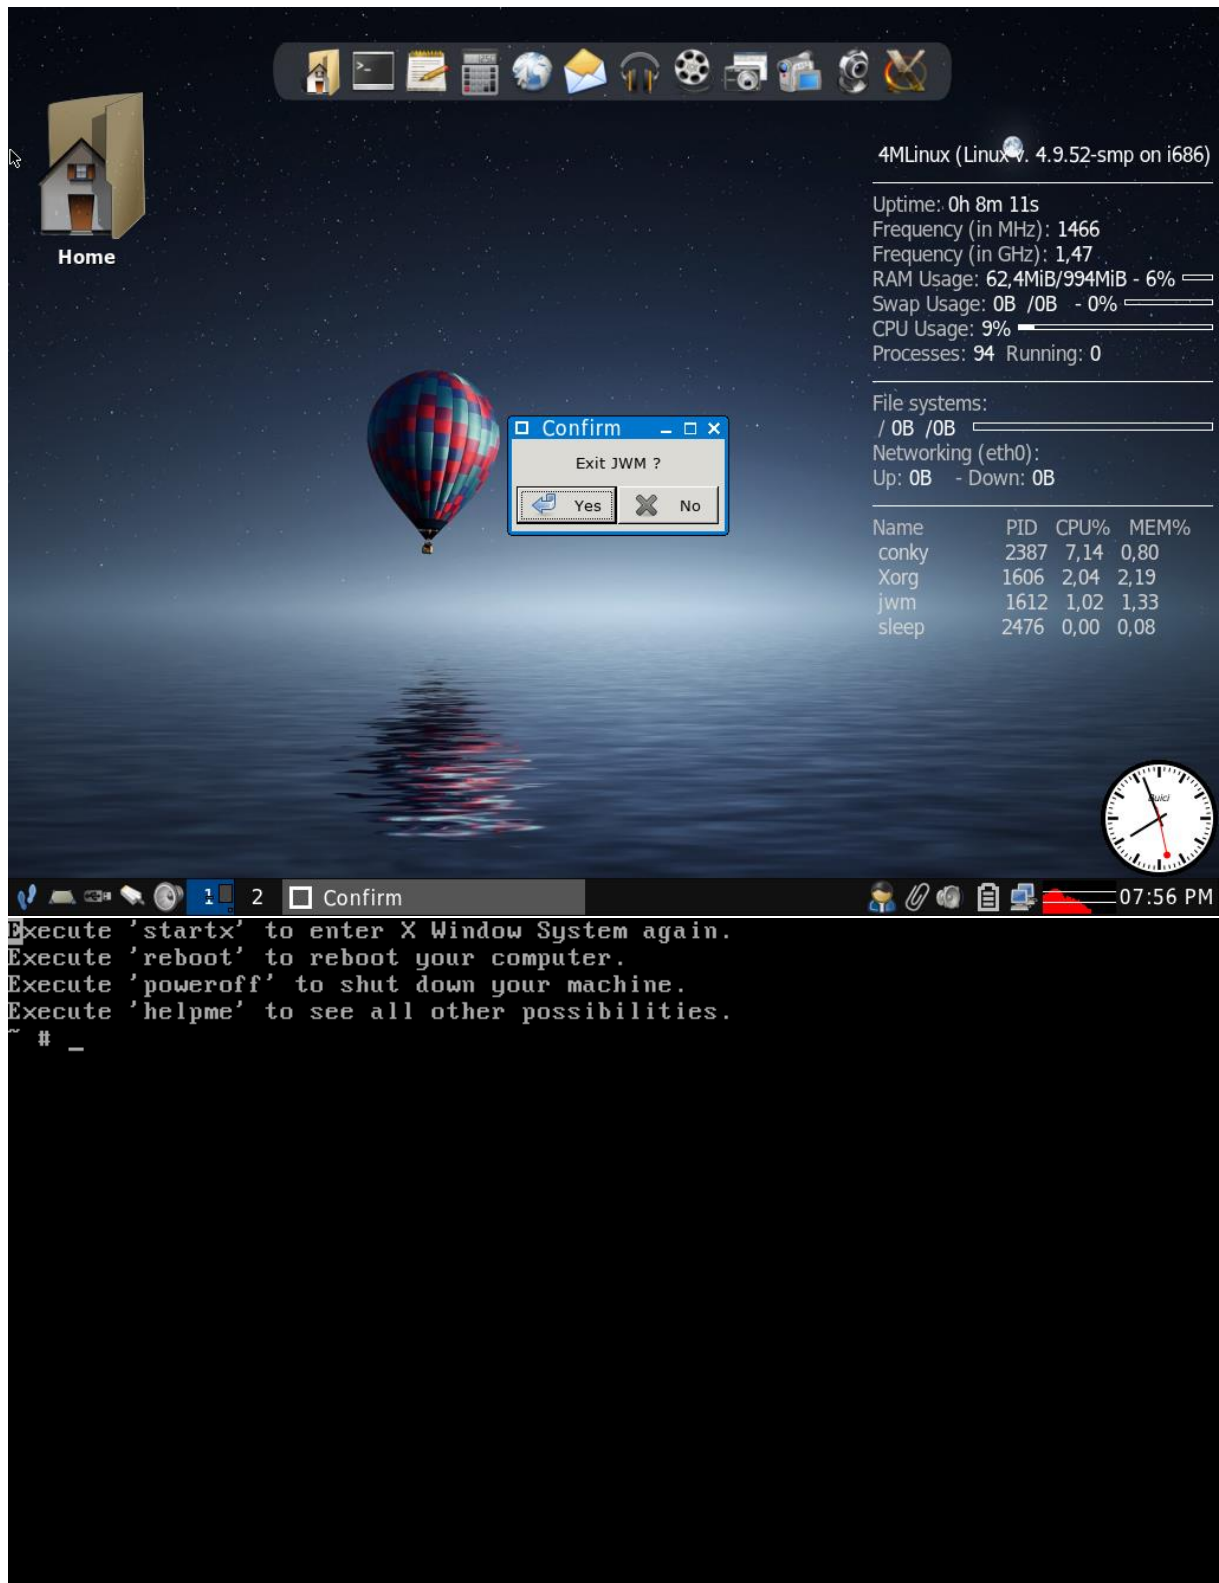 4MLinux (Linux v. 4.9.52-smp on i686)
Uptime: 0h 8m 11s
Frequency (in MHz): 1466
Frequency (in GHz): 1,47
RAM Usage: 62,4MiB/994MiB - 6%
Swap Usage: 0B /0B - 0%
CPU Usage: 9%
Processes: 94 Running: 0
Home
File systems:
/ 0B /0B
Networking (eth0):
Up: 0B - Down: 0B
Confirm
Exit JWM ?
Yes No
Name PID CPU% MEM%
conky 2387 7,14 0,80
Xorg 1606 2,04 2,19
jwm 1612 1,02 1,33
sleep 2476 0,00 0,08
Buici
1 2 Confirm 07:56 PM
Execute 'startx' to enter X Window System again.
Execute 'reboot' to reboot your computer.
Execute 'poweroff' to shut down your machine.
Execute 'helpme' to see all other possibilities.
~ # _